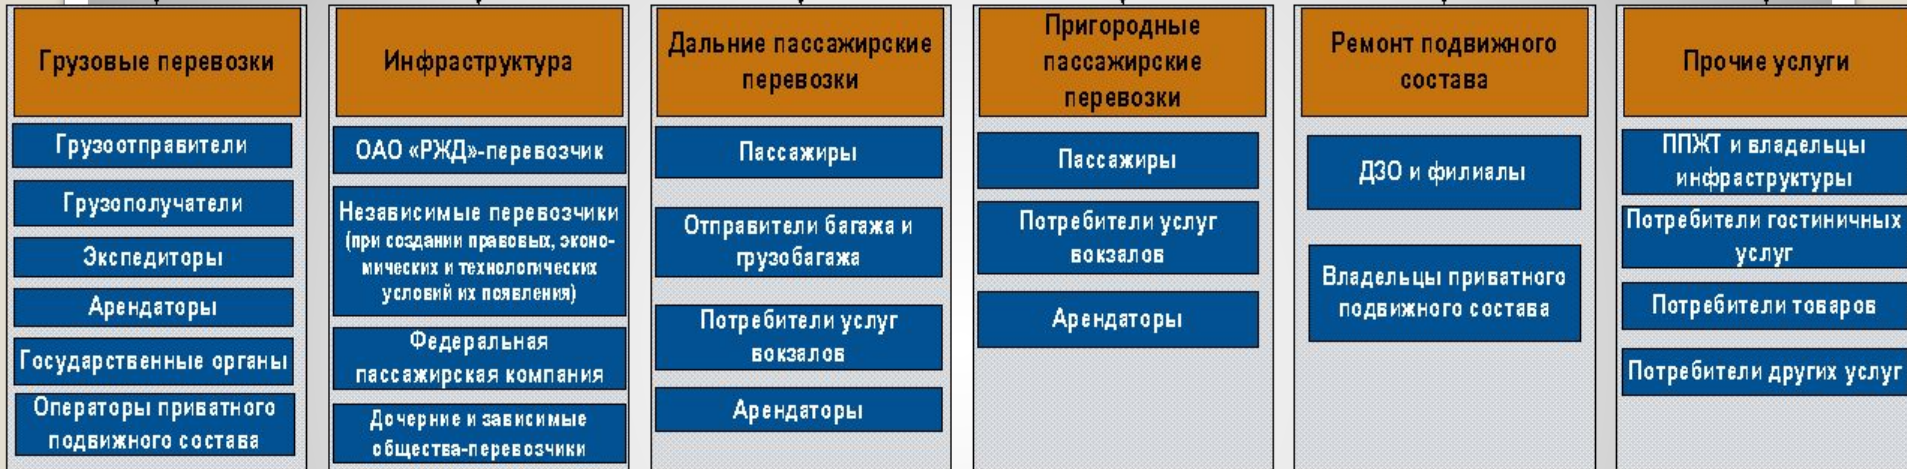 Грузовые перевозки
Грузоотправители
Грузополучатели
Экспедиторы
Арендаторы
Государственные органы
Операторы приватного
подвижного состава
Инфраструктура
ОАО «РЖД»-перевозчик
Независимые перевозчики
(при создании правовых, эконо-
мических и технологических
условий их появления)
Федеральная
пассажирская компания
Дочерние и зависимые
общества-перевозчики
Дальние пассажирские
перевозки
Пассажиры
Отправители багажа и
грузобагажа
Потребители услуг
вокзалов
Арендаторы
Пригородные
пассажирские
перевозки
Пассажиры
Потребители услуг
вокзалов
Арендаторы
Ремонт подвижного
состава
ДЗО и филиалы
Владельцы приватного
подвижного состава
Прочие услуги
ППЖТ и владельцы
инфраструктуры
Потребители гостиничных
услуг
Потребители товаров
Потребители других услуг